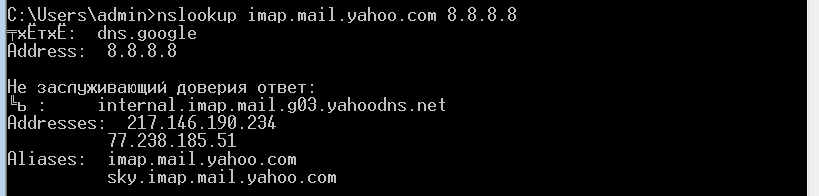 C:\Users\admin>nslookup imap.mail.yahoo.com 8.8.8.8
╤хЁтхЁ:  dns.google
Address:  8.8.8.8
Не заслуживающий доверия ответ:
╚ь :     internal.imap.mail.g03.yahoodns.net
Addresses:  217.146.190.234
77.238.185.51
Aliases:  imap.mail.yahoo.com
sky.imap.mail.yahoo.com